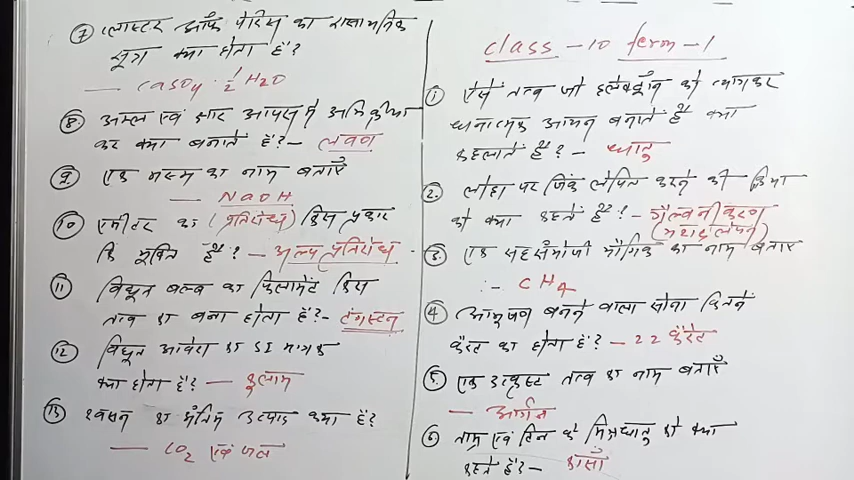 class - 10 term - 1
① ऐसे तत्व जो इलेक्ट्रॉन को त्यागकर
धनात्मक आयन बनाते हैं क्या
कहलाते हैं? - धातु
2. लोहा पर जिंक लेपित करने की क्रिया
को क्या कहते हैं? - गैल्वनीकरण
(यशदलेपन)
3. एक सहसंयोजी यौगिक का नाम बताएं
:- CH4
④ आभूषण बनने वाला सोना कितने
कैरेट का होता है? - 22 कैरेट
5. एक उत्कृष्ट तत्व का नाम बताएँ
- आर्गन
⑥ ताम्र एवं टिन के मिश्रधातु को क्या
कहते हैं? - काँसा
⑦ प्लास्टर ऑफ पेरिस का रासायनिक
सूत्र क्या होता है?
- CaSO4 ½ H2O
8. अम्ल एवं क्षार आपस में अभिक्रिया
कर क्या बनाते हैं? - लवण
9. एक भस्म का नाम बताएँ
- NaOH
10 एमीटर का (प्रतिरोध) किस प्रकार
कि है? - अल्प प्रतिरोध
11 विद्युत बल्ब का फिलामेंट किस
तत्व का बना होता है? - टंगस्टन
12 विद्युत आवेश का SI मात्रक
क्या होता है? - कुलाम
13 श्वसन का अंतिम उत्पाद क्या है?
- CO2 एवं जल